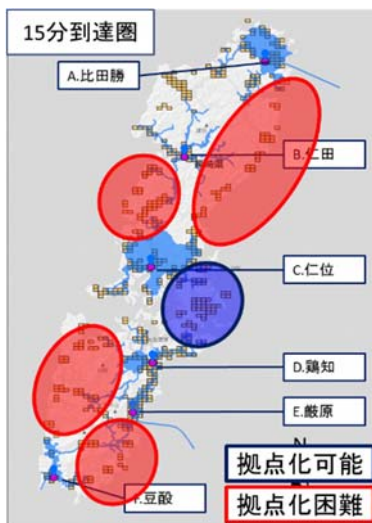 15分到達圏
A.比田勝
B.仁田
C.仁位
D.鶏知
E.厳原
F.豆酘
N
拠点化可能
拠点化困難